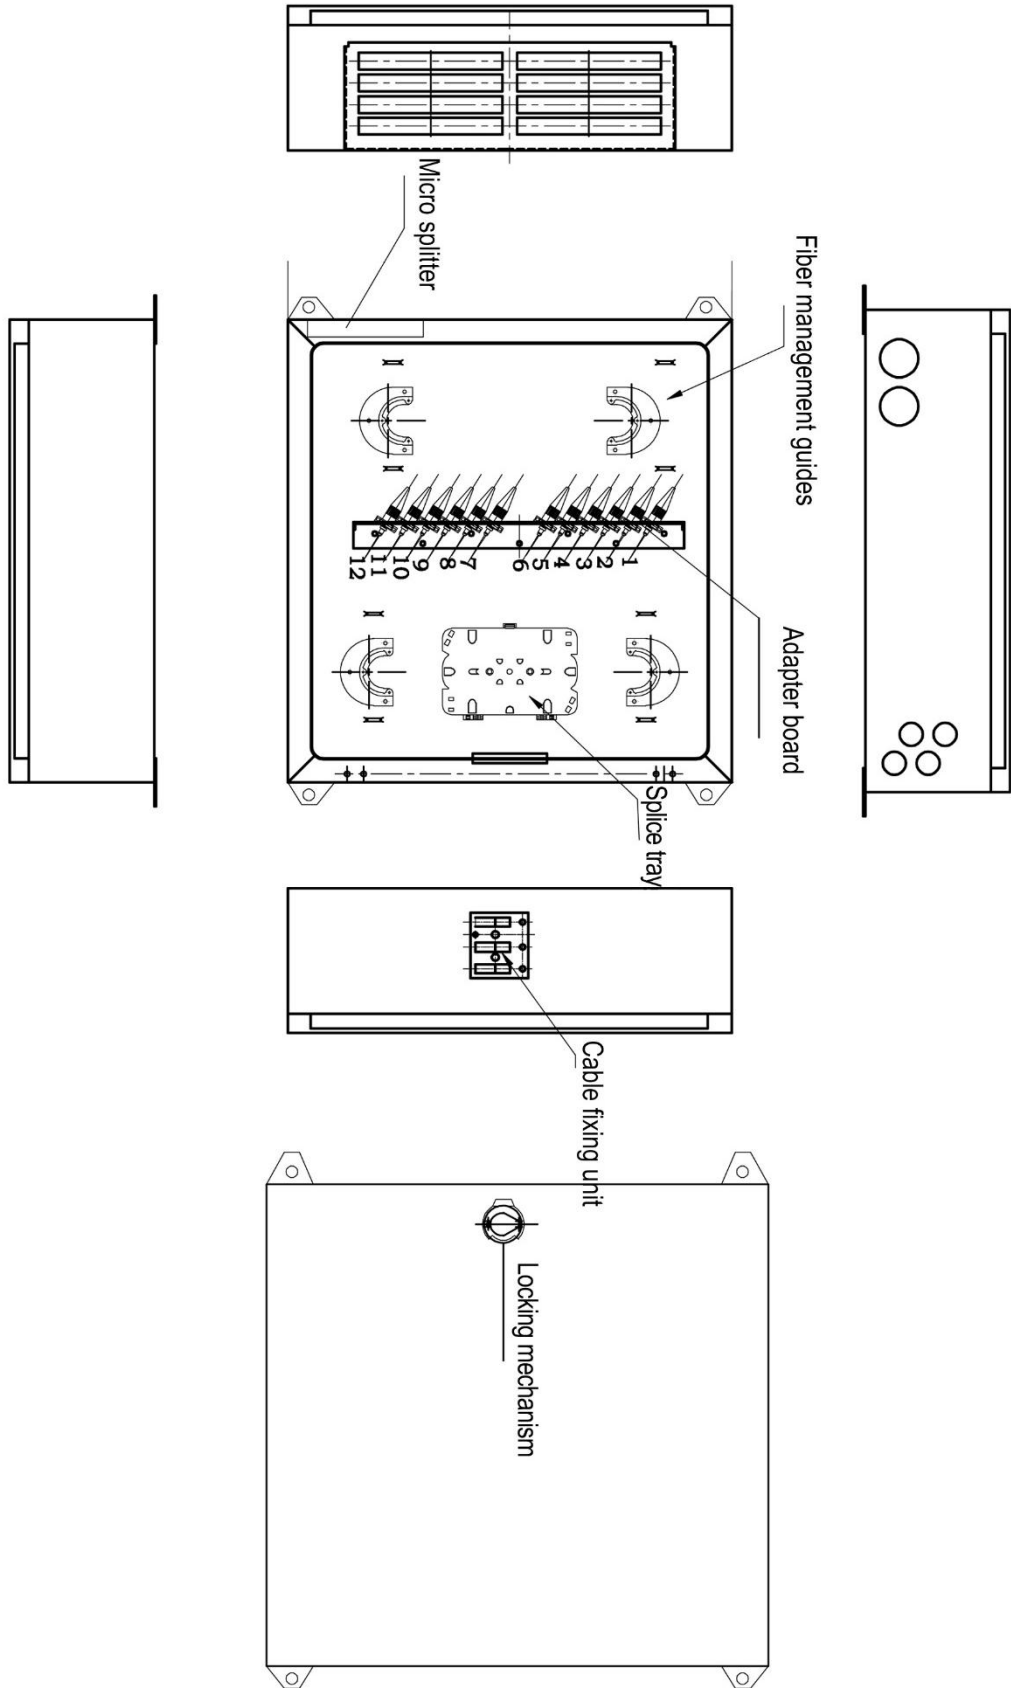 Micro splitter
Fiber management guides
1
2
3
4
5
6
7
8
9
10
11
12
Adapter board
Splice tray
Cable fixing unit
Locking mechanism